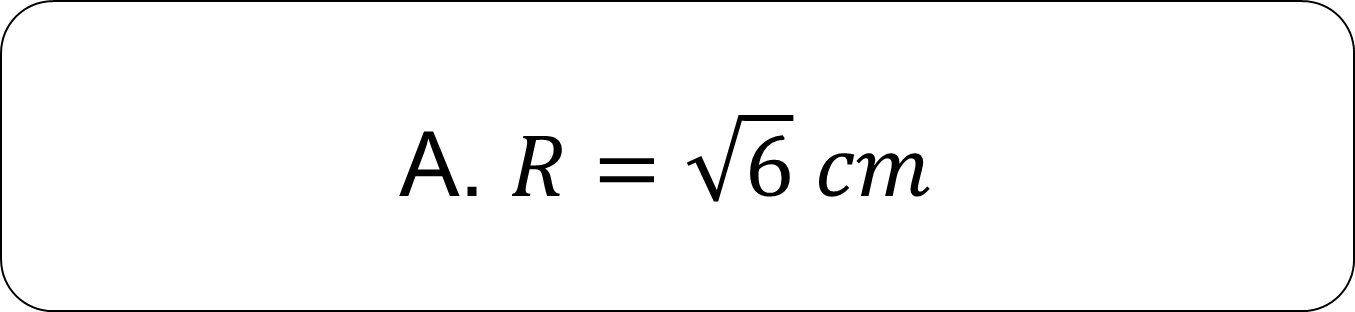 A. R = √6 cm